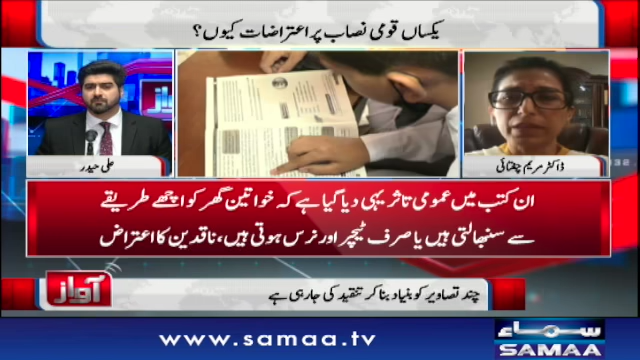 یکساں قومی نصاب پر اعتراضات کیوں؟
علی حیدر
ڈاکٹر مریم چغتائی
ان کتب میں عمومی تاثر یہی دیا گیا ہے کہ خواتین گھر کو اچھے طریقے
سے سنبھالتی ہیں یا صرف ٹیچر اور نرس ہوتی ہیں، ناقدین کا اعتراض
آواز
چند تصاویر کو بنیاد بنا کر تنقید کی جا رہی ہے
www.samaa.tv
سماء
SAMAA